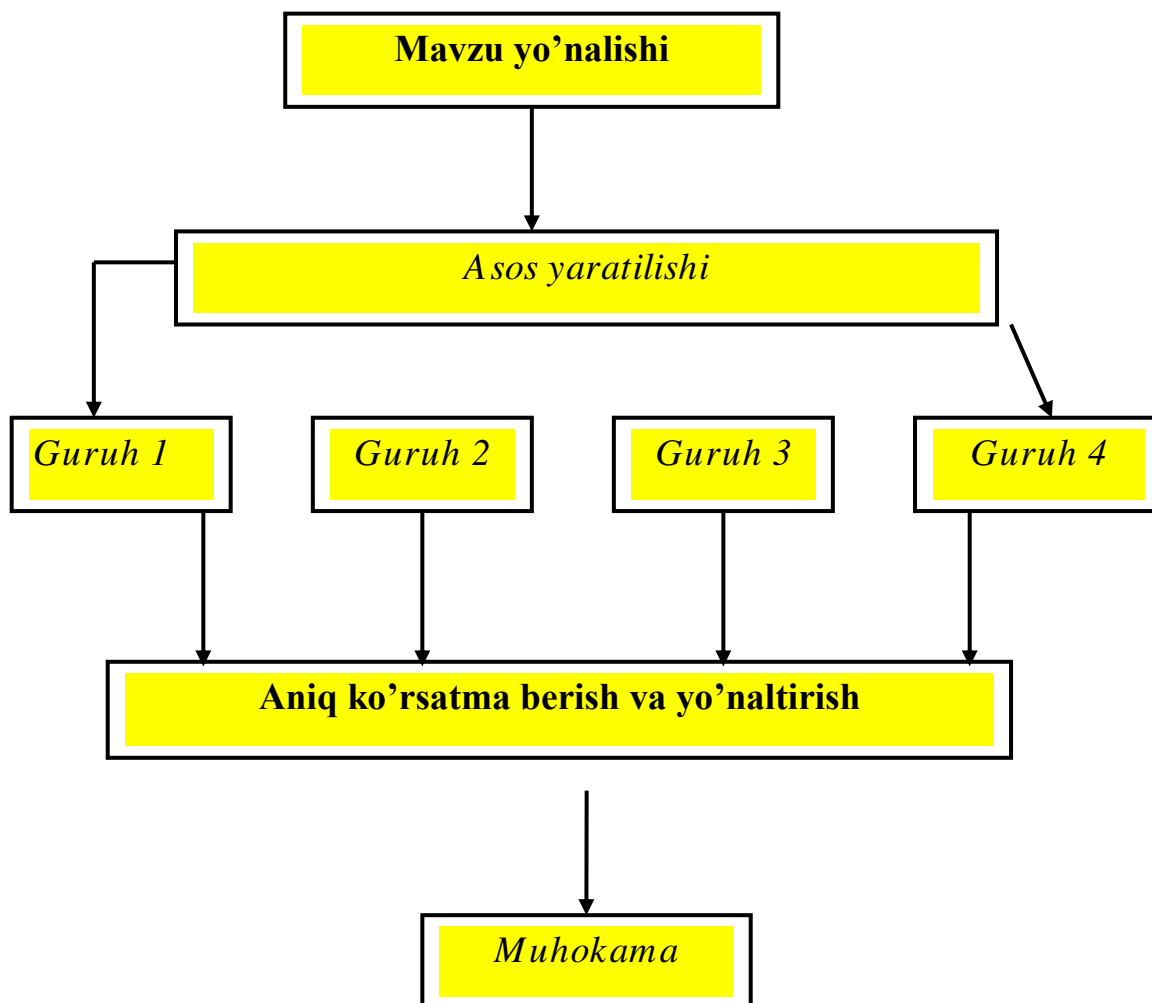 Mavzu yo’nalishi
Asos yaratilishi
Guruh 1
Guruh 2
Guruh 3
Guruh 4
Aniq ko’rsatma berish va yo’naltirish
Muhokama